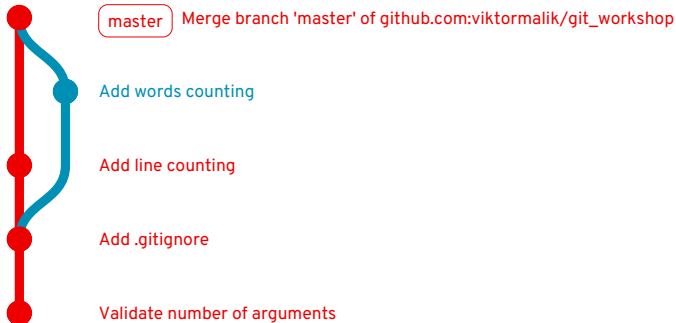 master Merge branch 'master' of github.com:viktormalik/git_workshop
Add words counting
Add line counting
Add .gitignore
Validate number of arguments